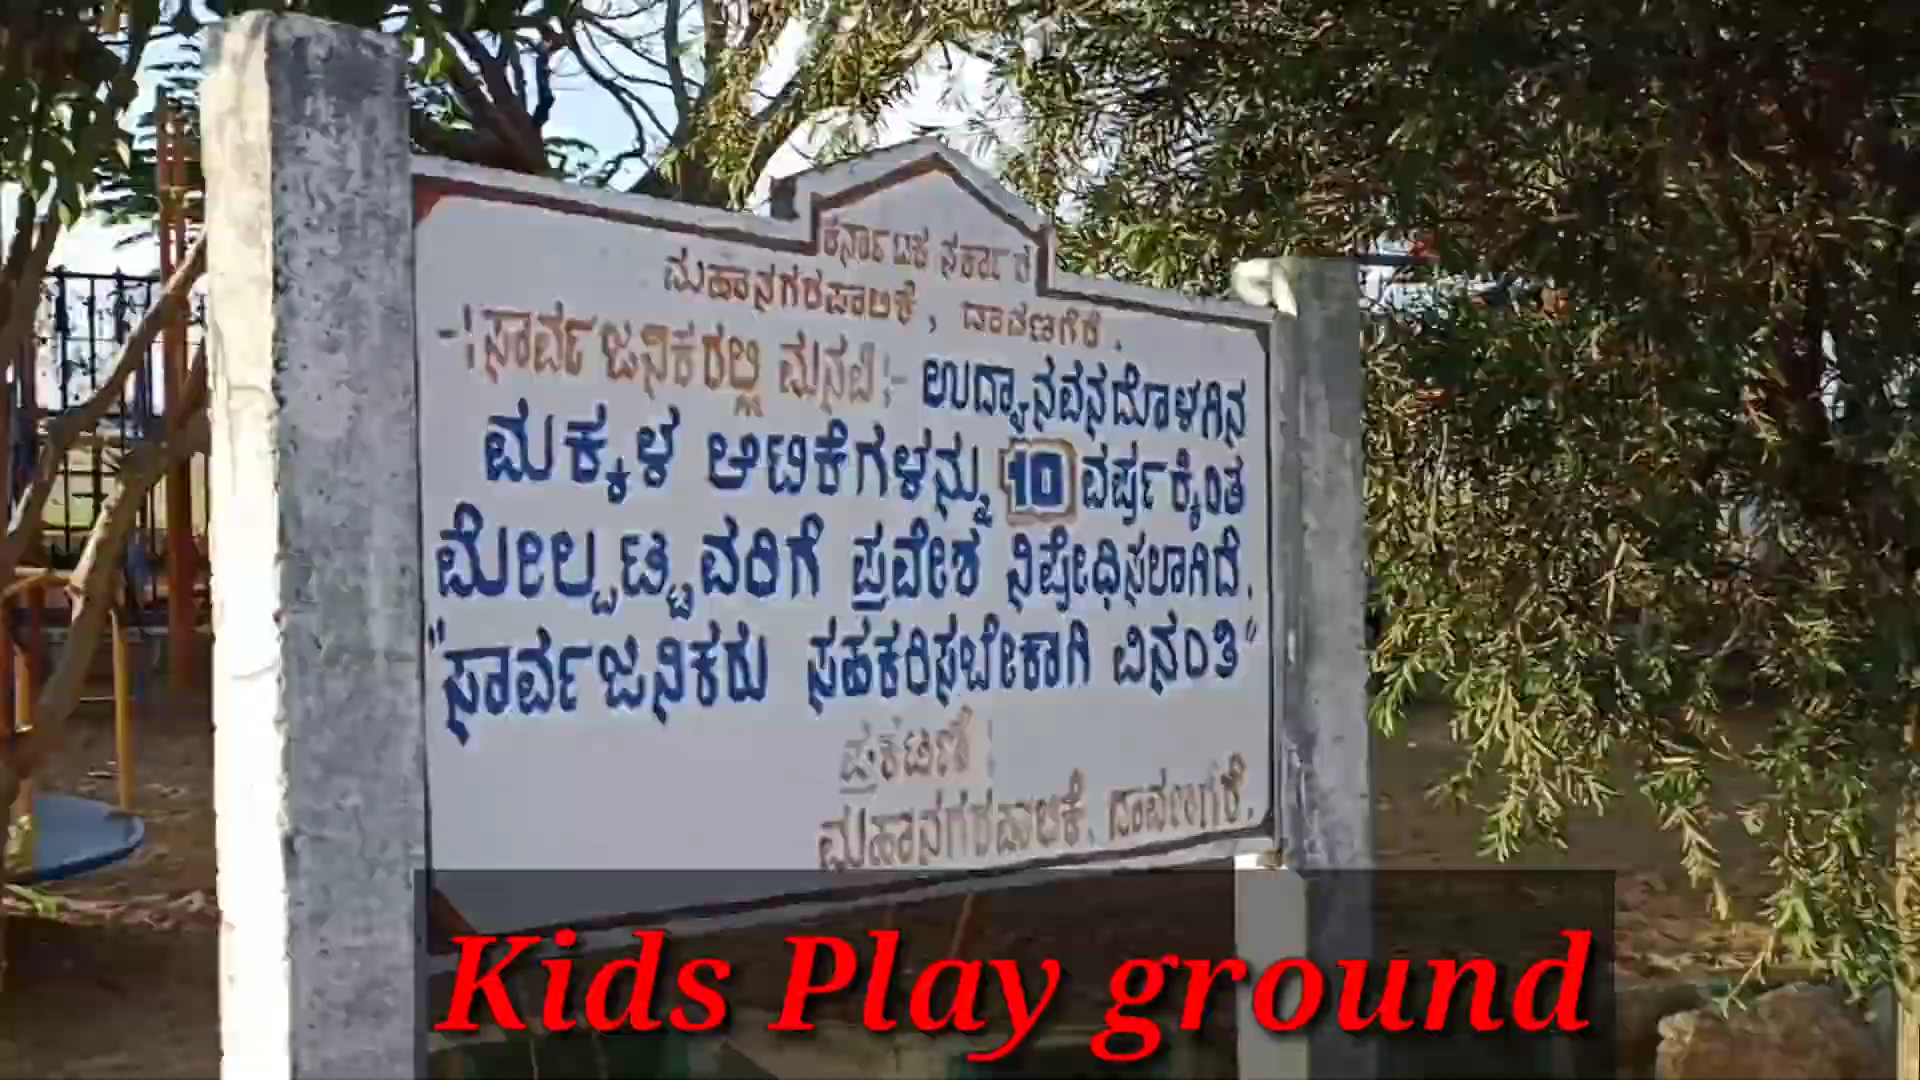 ಕರ್ನಾಟಕ ಸರ್ಕಾರ
ಮಹಾನಗರಪಾಲಿಕೆ, ದಾವಣಗೆರೆ.
-:ಸಾರ್ವಜನಿಕರಲ್ಲಿ ಮನವಿ:- ಉದ್ಯಾನವನದೊಳಗಿನ
ಮಕ್ಕಳ ಆಟಿಕೆಗಳನ್ನು 10 ವರ್ಷಕ್ಕಿಂತ
ಮೇಲ್ಪಟ್ಟವರಿಗೆ ಪ್ರವೇಶ ನಿಷೇಧಿಸಲಾಗಿದೆ.
"ಸಾರ್ವಜನಿಕರು ಸಹಕರಿಸಬೇಕಾಗಿ ವಿನಂತಿ"
ಪ್ರಕಟಣೆ :
ಮಹಾನಗರಪಾಲಿಕೆ, ದಾವಣಗೆರೆ.
Kids Play ground